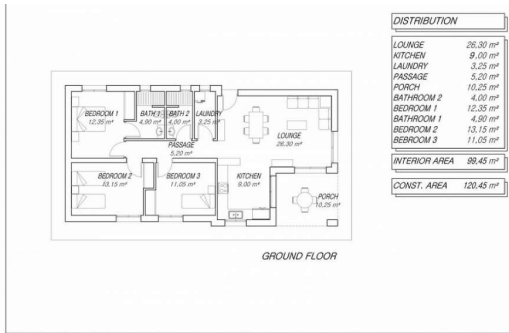 DISTRIBUTION
LOUNGE 26,30 m²
KITCHEN 9,00 m²
LAUNDRY 3,25 m²
PASSAGE 5,20 m²
PORCH 10,25 m²
BATHROOM 2 4,00 m²
BEDROOM 1 12,35 m²
BATHROOM 1 4,90 m²
BEDROOM 2 13,15 m²
BEBROOM 3 11,05 m²
INTERIOR AREA 99,45 m²
CONST. AREA 120,45 m²
BEDROOM 1
12,35 m²
BATH 1
4,90 m²
BATH 2
4,00 m²
LAUNDRY
3,25 m²
LOUNGE
26,30 m²
PASSAGE
5,20 m²
BEDROOM 2
13,15 m²
BEDROOM 3
11,05 m²
KITCHEN
9,00 m²
PORCH
10,25 m²
GROUND FLOOR